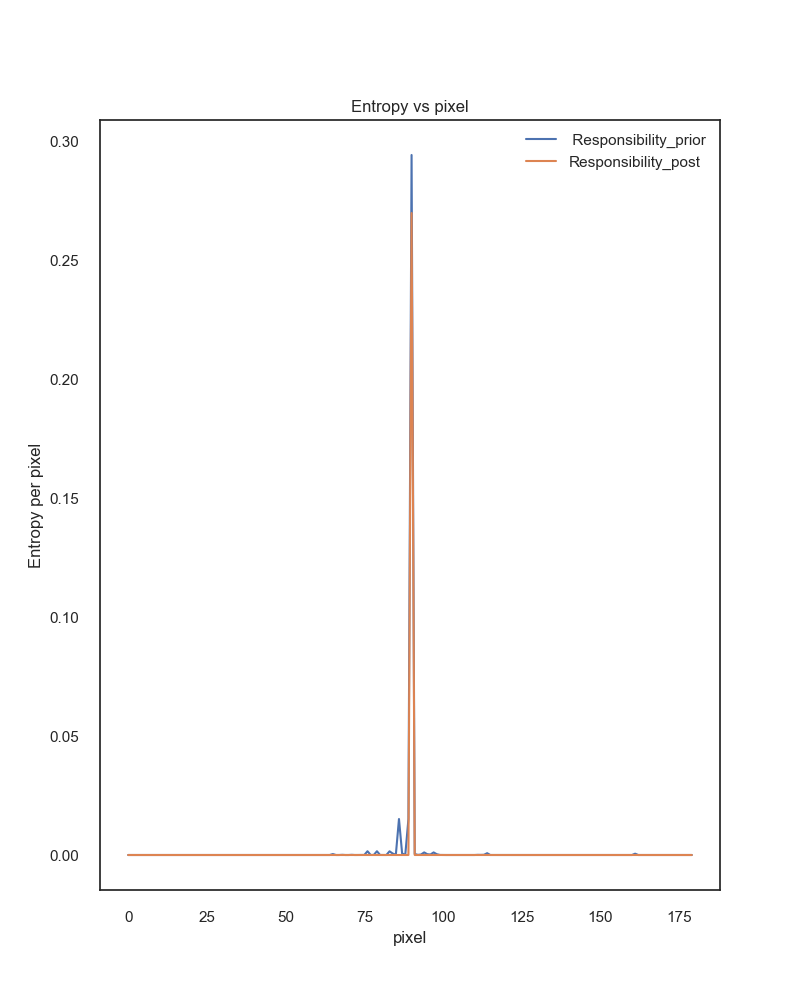 Entropy vs pixel
Responsibility_prior
Responsibility_post
0.30
0.25
0.20
0.15
0.10
0.05
0.00
Entropy per pixel
0 25 50 75 100 125 150 175
pixel